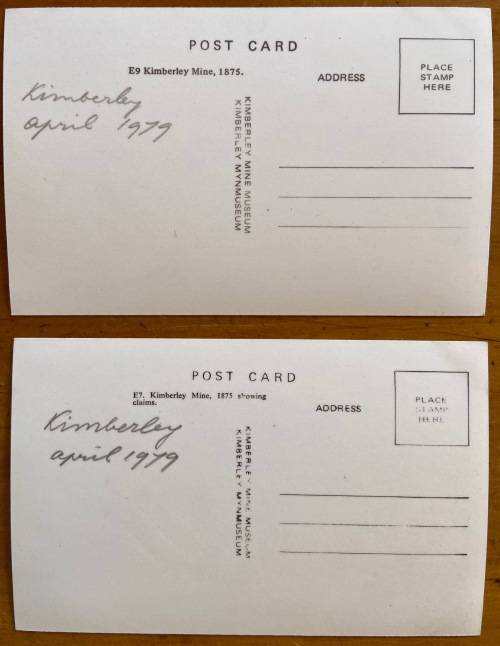 POST CARD
E9 Kimberley Mine, 1875.
Kimberley
april 1979
KIMBERLEY MINE MUSEUM
KIMBERLEY MYNMUSEUM
ADDRESS
PLACE
STAMP
HERE
POST CARD
E7. Kimberley Mine, 1875 showing
claims.
Kimberley
april 1979
KIMBERLEY MINE MUSEUM
KIMBERLEY MYNMUSEUM
ADDRESS
PLACE
STAMP
HERE